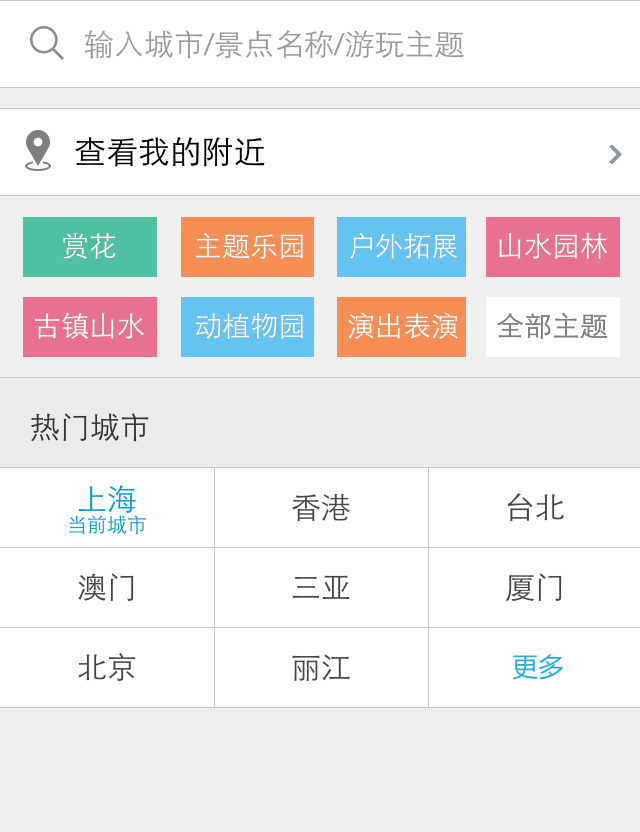 输入城市/景点名称/游玩主题
查看我的附近
赏花 主题乐园 户外拓展 山水园林
古镇山水 动植物园 演出表演 全部主题
热门城市
上海 香港 台北
当前城市
澳门 三亚 厦门
北京 丽江 更多